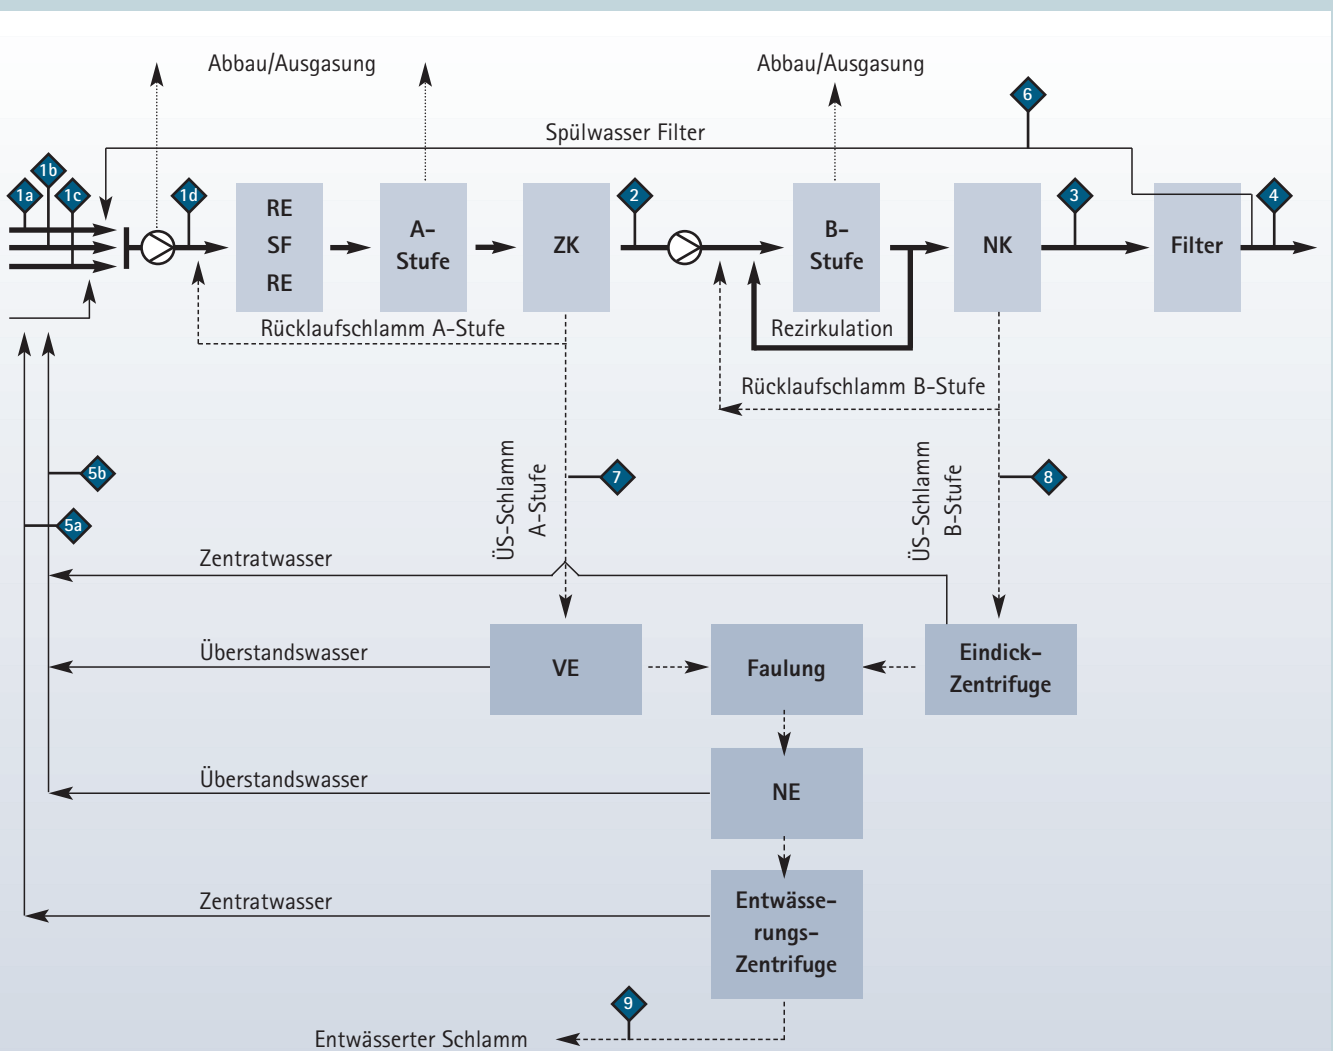 Abbau/Ausgasung
Abbau/Ausgasung
6
Spülwasser Filter
1b
1a
1c
1d
2
3
4
RE
SF
RE
A-
Stufe
ZK
B-
Stufe
NK
Filter
Rücklaufschlamm A-Stufe
Rezirkulation
Rücklaufschlamm B-Stufe
5b
5a
ÜS-Schlamm
A-Stufe
7
ÜS-Schlamm
B-Stufe
8
Zentratwasser
Überstandswasser
VE
Faulung
Eindick-
Zentrifuge
Überstandswasser
NE
Zentratwasser
Entwässe-
rungs-
Zentrifuge
9
Entwässerter Schlamm